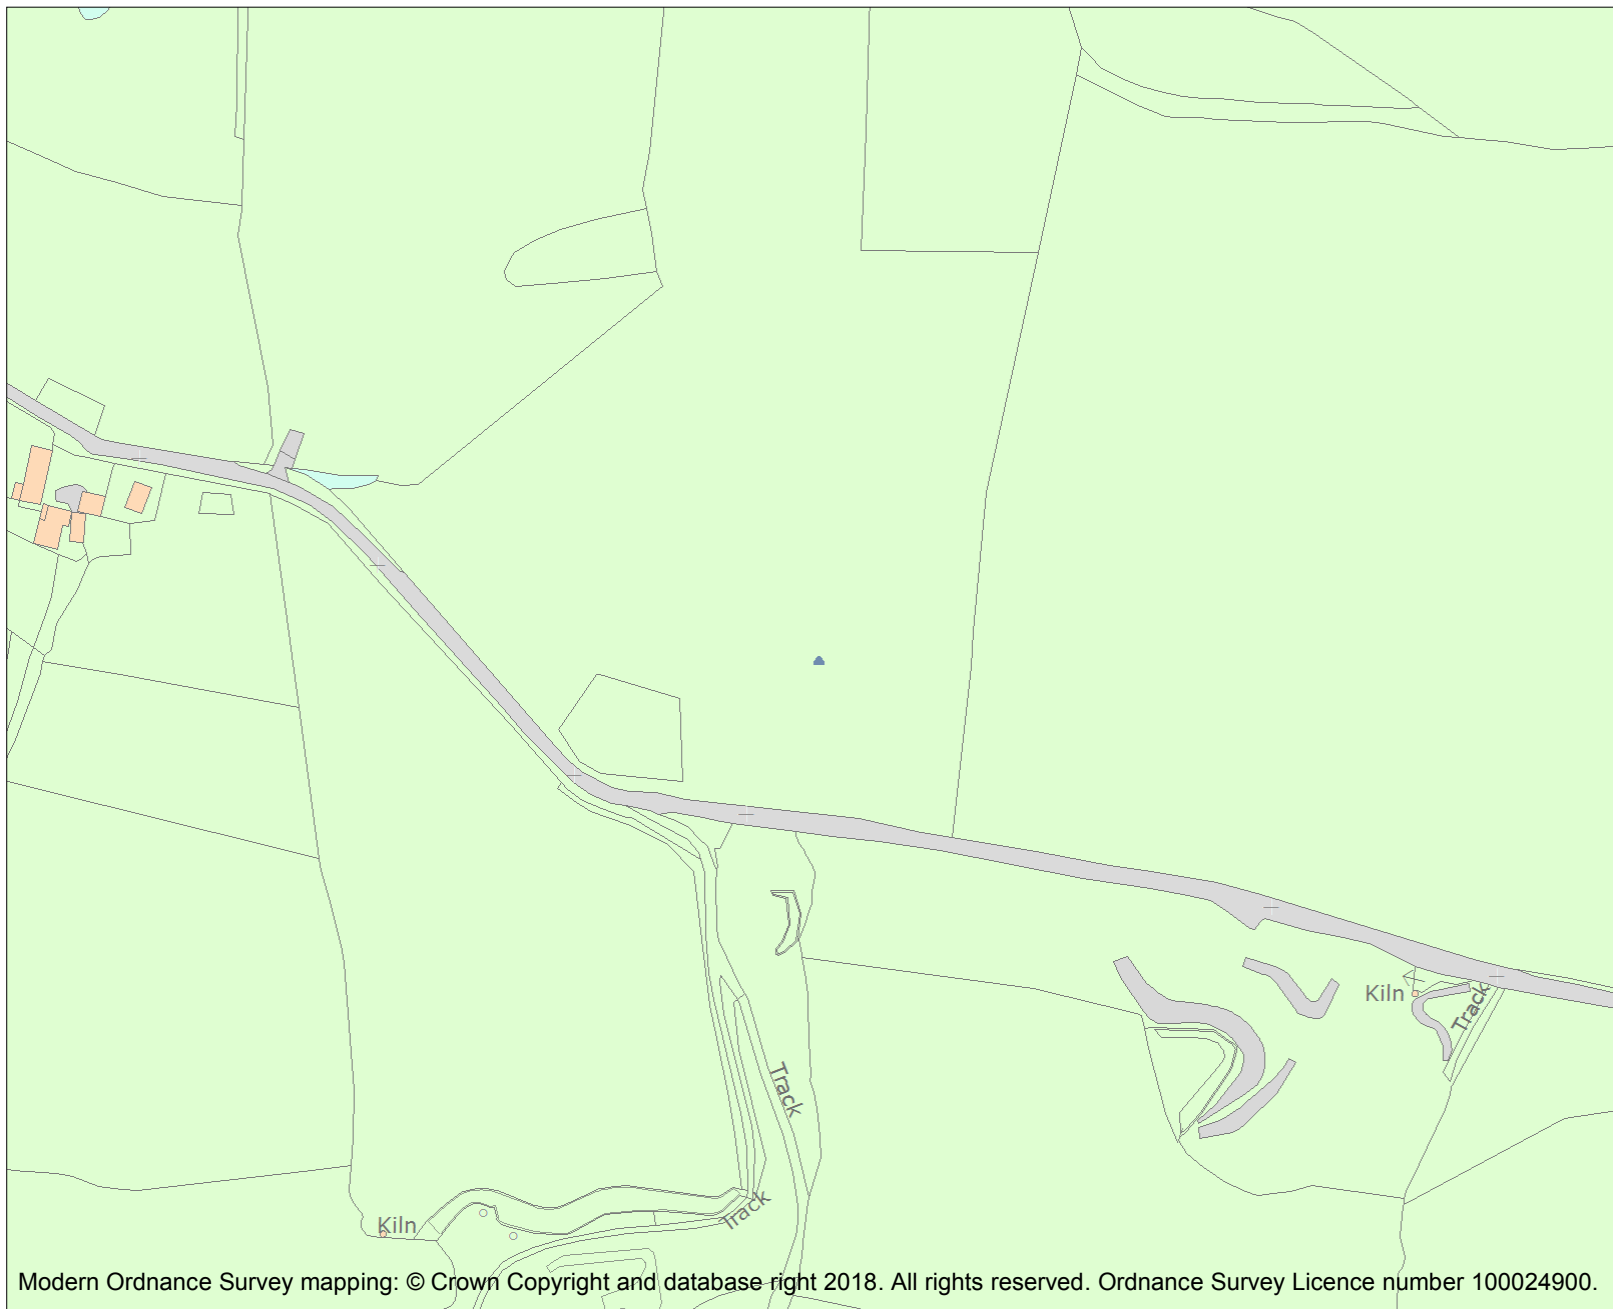 Kiln
Track
Track
Track
Kiln
Modern Ordnance Survey mapping: © Crown Copyright and database right 2018. All rights reserved. Ordnance Survey Licence number 100024900.